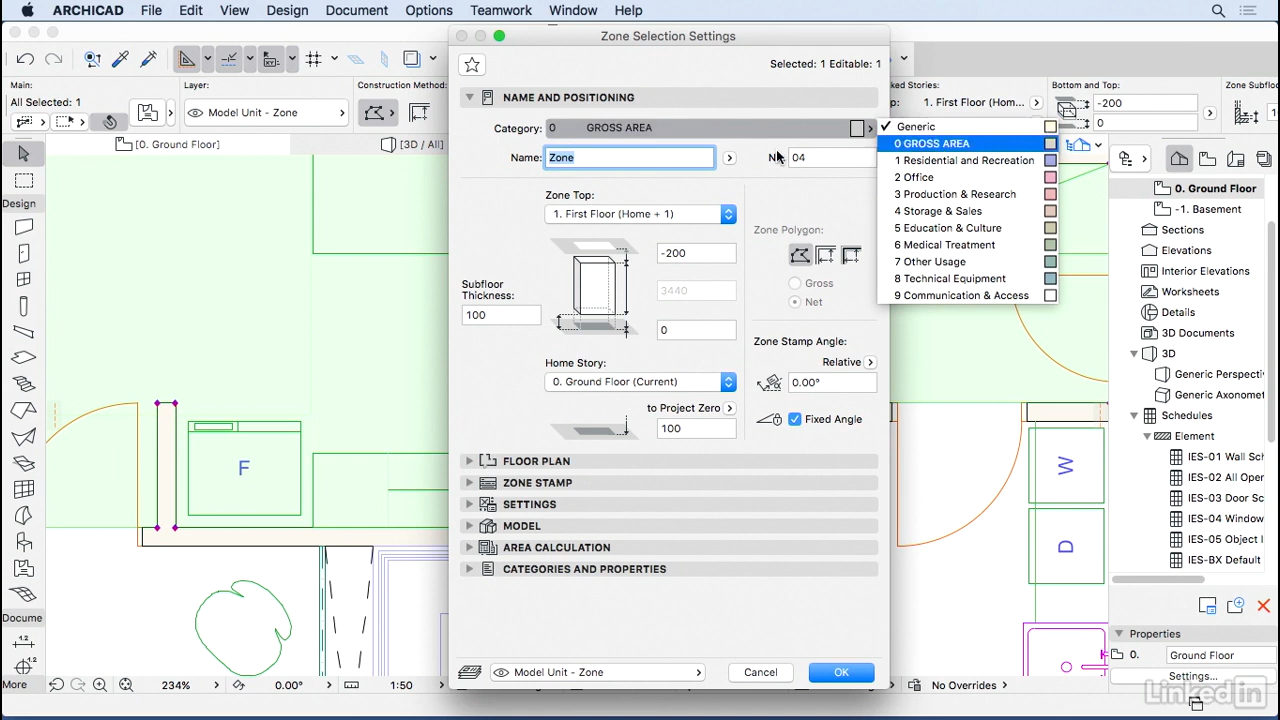 ARCHICAD File Edit View Design Document Options Teamwork Window Help
Zone Selection Settings
Main:
All Selected: 1
Layer:
Model Unit - Zone
Construction Method:
Selected: 1 Editable: 1
1. First Floor (Hom...
Bottom and Top:
-200
0
Zone Subfloor
[0. Ground Floor]
[3D / All]
NAME AND POSITIONING
Category: 0 GROSS AREA
Name: Zone
04
Zone Top:
1. First Floor (Home + 1)
-200
3440
0
Subfloor
Thickness:
100
Home Story:
0. Ground Floor (Current)
to Project Zero
100
Zone Polygon:
Gross
Net
Zone Stamp Angle:
Relative
0.00°
Fixed Angle
FLOOR PLAN
ZONE STAMP
SETTINGS
MODEL
AREA CALCULATION
CATEGORIES AND PROPERTIES
Model Unit - Zone
Cancel
OK
Generic
0 GROSS AREA
1 Residential and Recreation
2 Office
3 Production & Research
4 Storage & Sales
5 Education & Culture
6 Medical Treatment
7 Other Usage
8 Technical Equipment
9 Communication & Access
Design
Docume
More
F
W
D
0. Ground Floor
-1. Basement
Sections
Elevations
Interior Elevations
Worksheets
Details
3D Documents
3D
Generic Perspecti
Generic Axonomet
Schedules
Element
IES-01 Wall Sch
IES-02 All Open
IES-03 Door Sc
IES-04 Window
IES-05 Object I
IES-BX Default
Properties
0. Ground Floor
Settings...
234%
0.00°
1:50
No Overrides
LinkedIn